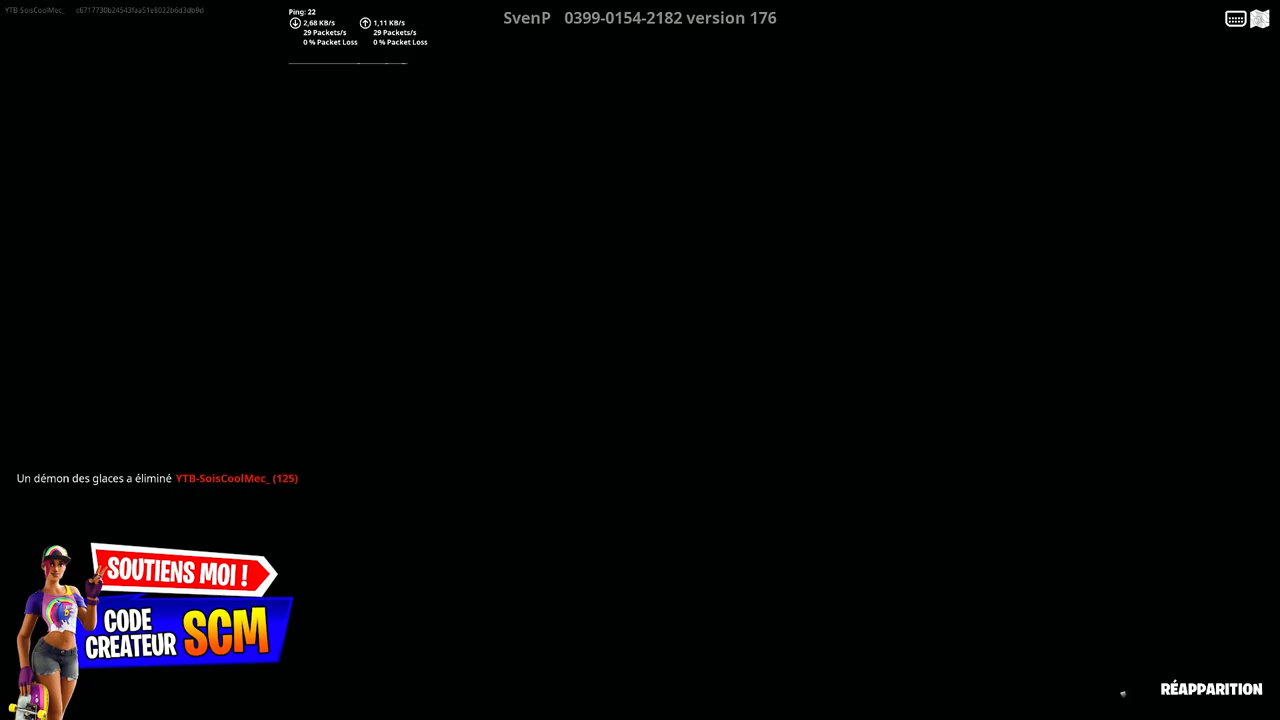 YTB-SoisCoolMec_
Ping: 22
2,68 KB/s 1,11 KB/s
29 Packets/s 29 Packets/s
0 % Packet Loss 0 % Packet Loss
SvenP 0399-0154-2182 version 176
Un démon des glaces a éliminé YTB-SoisCoolMec_ (125)
SOUTIENS MOI !
CODE
CREATEUR SCM
RÉAPPARITION